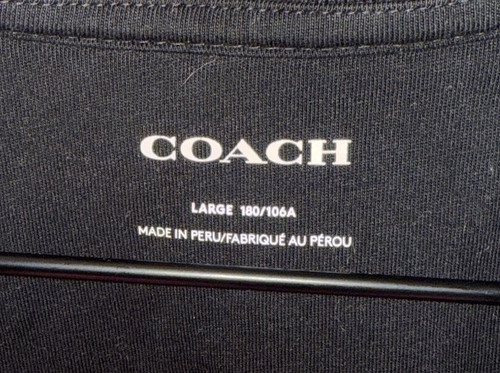 COACH
LARGE 180/106A
MADE IN PERU/FABRIQUÉ AU PÉROU